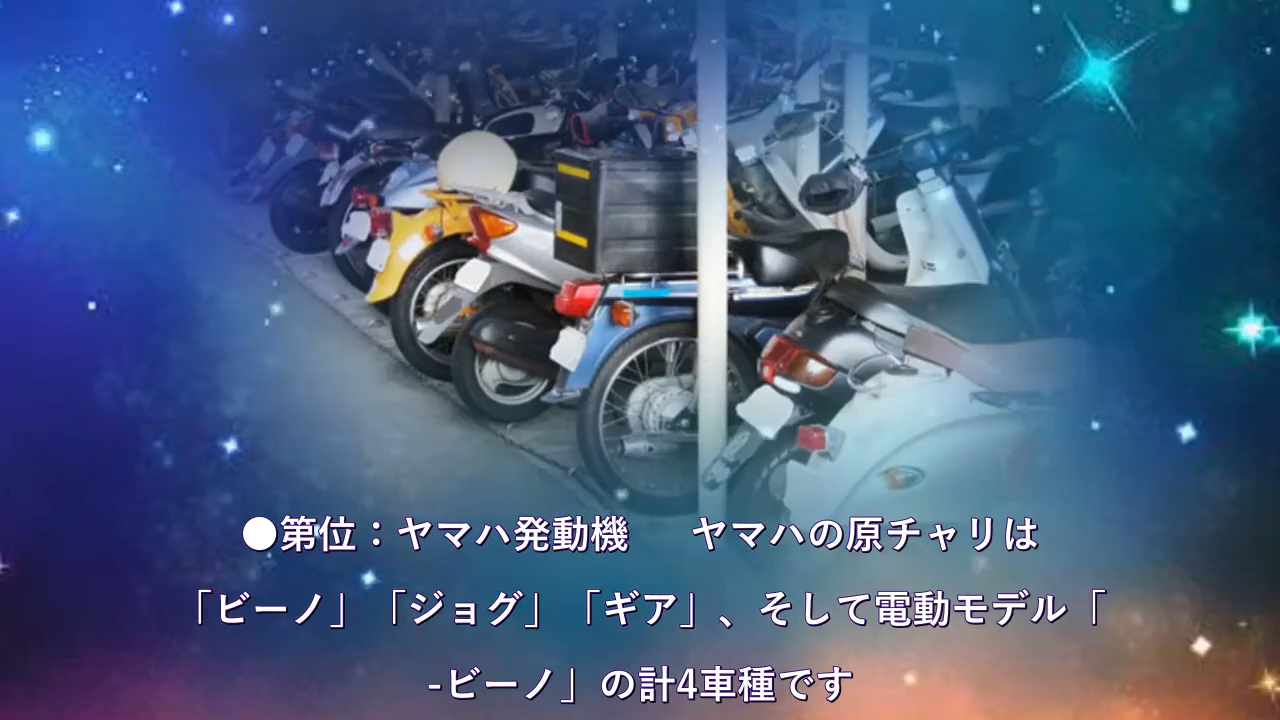 ●第位：ヤマハ発動機　ヤマハの原チャリは
「ビーノ」「ジョグ」「ギア」、そして電動モデル「
-ビーノ」の計4車種です